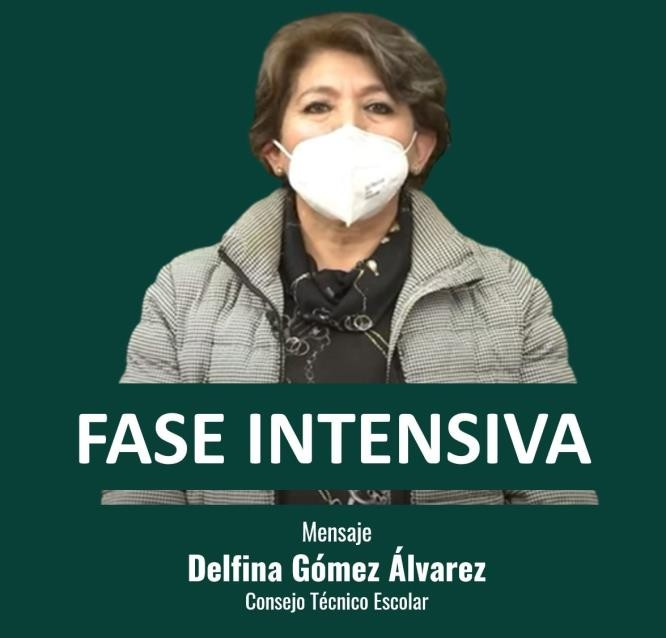 FASE INTENSIVA
Mensaje
Delfina Gómez Álvarez
Consejo Técnico Escolar